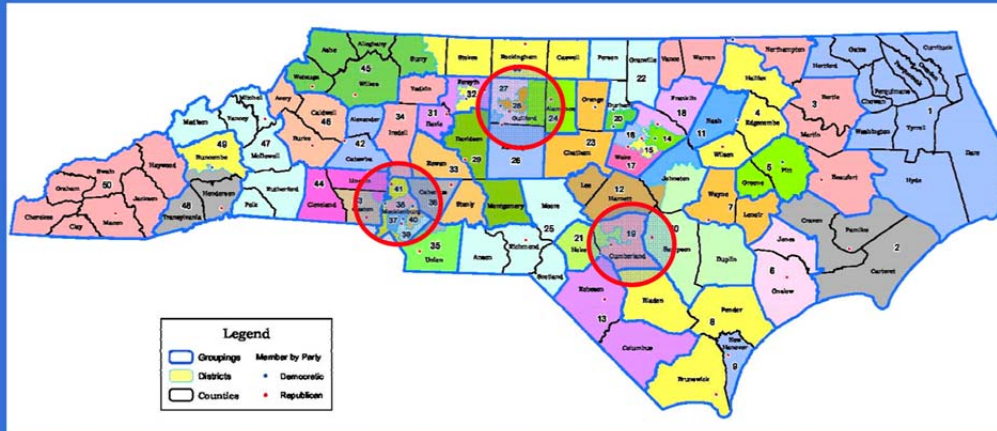 Ashe
Alleghany
Surry
Stokes
Rockingham
Caswell
Person
Granville
Vance
Warren
Northampton
Gates
Currituck
Hertford
Halifax
Watauga
45
Wilkes
Yadkin
Forsyth
32
27
28
Guilford
24
Orange
Durham
20
22
Franklin
18
Nash
11
4
Edgecombe
3
Bertie
Chowan
Perquimans
1
Mitchell
Avery
Caldwell
46
Alexander
34
Iredell
31
Davie
Davidson
29
26
Chatham
23
16
14
15
Wake
17
Wilson
Martin
Washington
Tyrrell
Dare
Madison
Yancey
47
McDowell
Burke
42
Catawba
Rowan
33
Johnston
5
Pitt
Greene
Beaufort
Hyde
Haywood
Buncombe
49
Swain
50
Graham
Jackson
Cherokee
Clay
Macon
Transylvania
Henderson
48
Polk
Rutherford
44
Cleveland
41
Cabarrus
36
38
Mecklenburg
37
40
39
Stanly
Montgomery
Moore
Lee
12
Harnett
Wayne
7
Lenoir
Craven
Pamlico
2
Carteret
35
Union
Anson
Richmond
25
Scotland
21
Hoke
19
Cumberland
Duplin
Jones
6
Onslow
Robeson
13
Bladen
Pender
8
Columbus
New
Hanover
9
Brunswick
Legend
Groupings Member by Party
Districts Democratic
Counties Republican